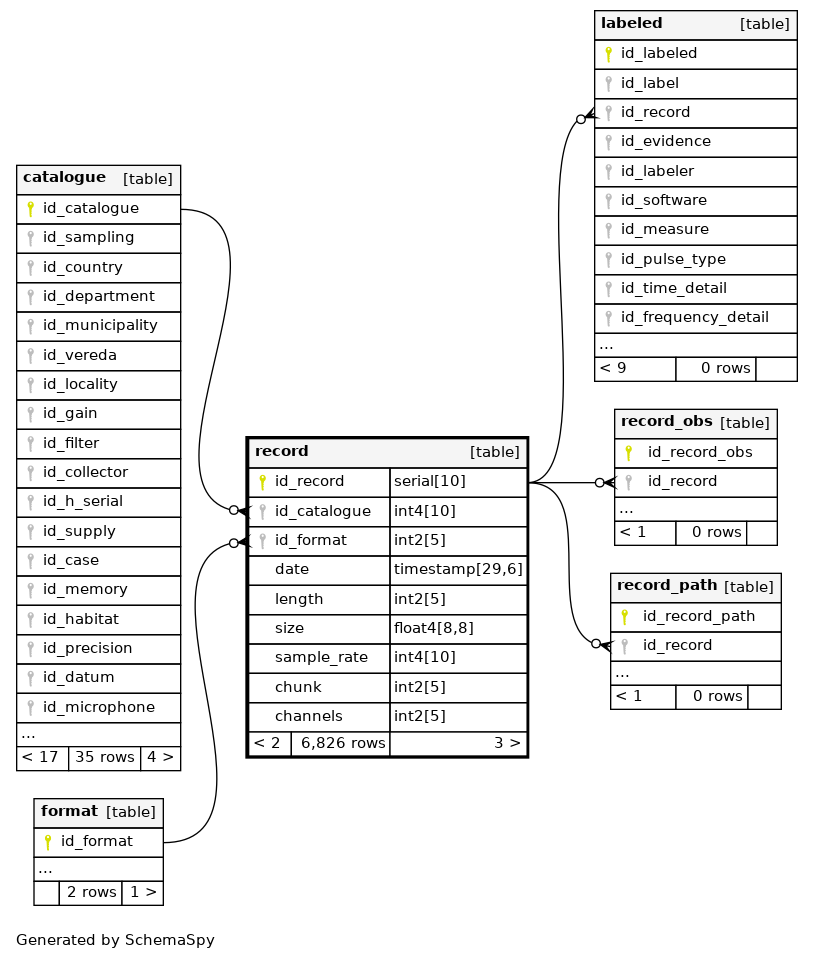 labeled [table]
id_labeled
id_label
id_record
id_evidence
id_labeler
id_software
id_measure
id_pulse_type
id_time_detail
id_frequency_detail
...
< 9 0 rows
catalogue [table]
id_catalogue
id_sampling
id_country
id_department
id_municipality
id_vereda
id_locality
id_gain
id_filter
id_collector
id_h_serial
id_supply
id_case
id_memory
id_habitat
id_precision
id_datum
id_microphone
...
< 17 35 rows 4 >
record [table]
id_record serial[10]
id_catalogue int4[10]
id_format int2[5]
date timestamp[29,6]
length int2[5]
size float4[8,8]
sample_rate int4[10]
chunk int2[5]
channels int2[5]
< 2 6,826 rows 3 >
record_obs [table]
id_record_obs
id_record
...
< 1 0 rows
record_path [table]
id_record_path
id_record
...
< 1 0 rows
format [table]
id_format
...
2 rows 1 >
Generated by SchemaSpy